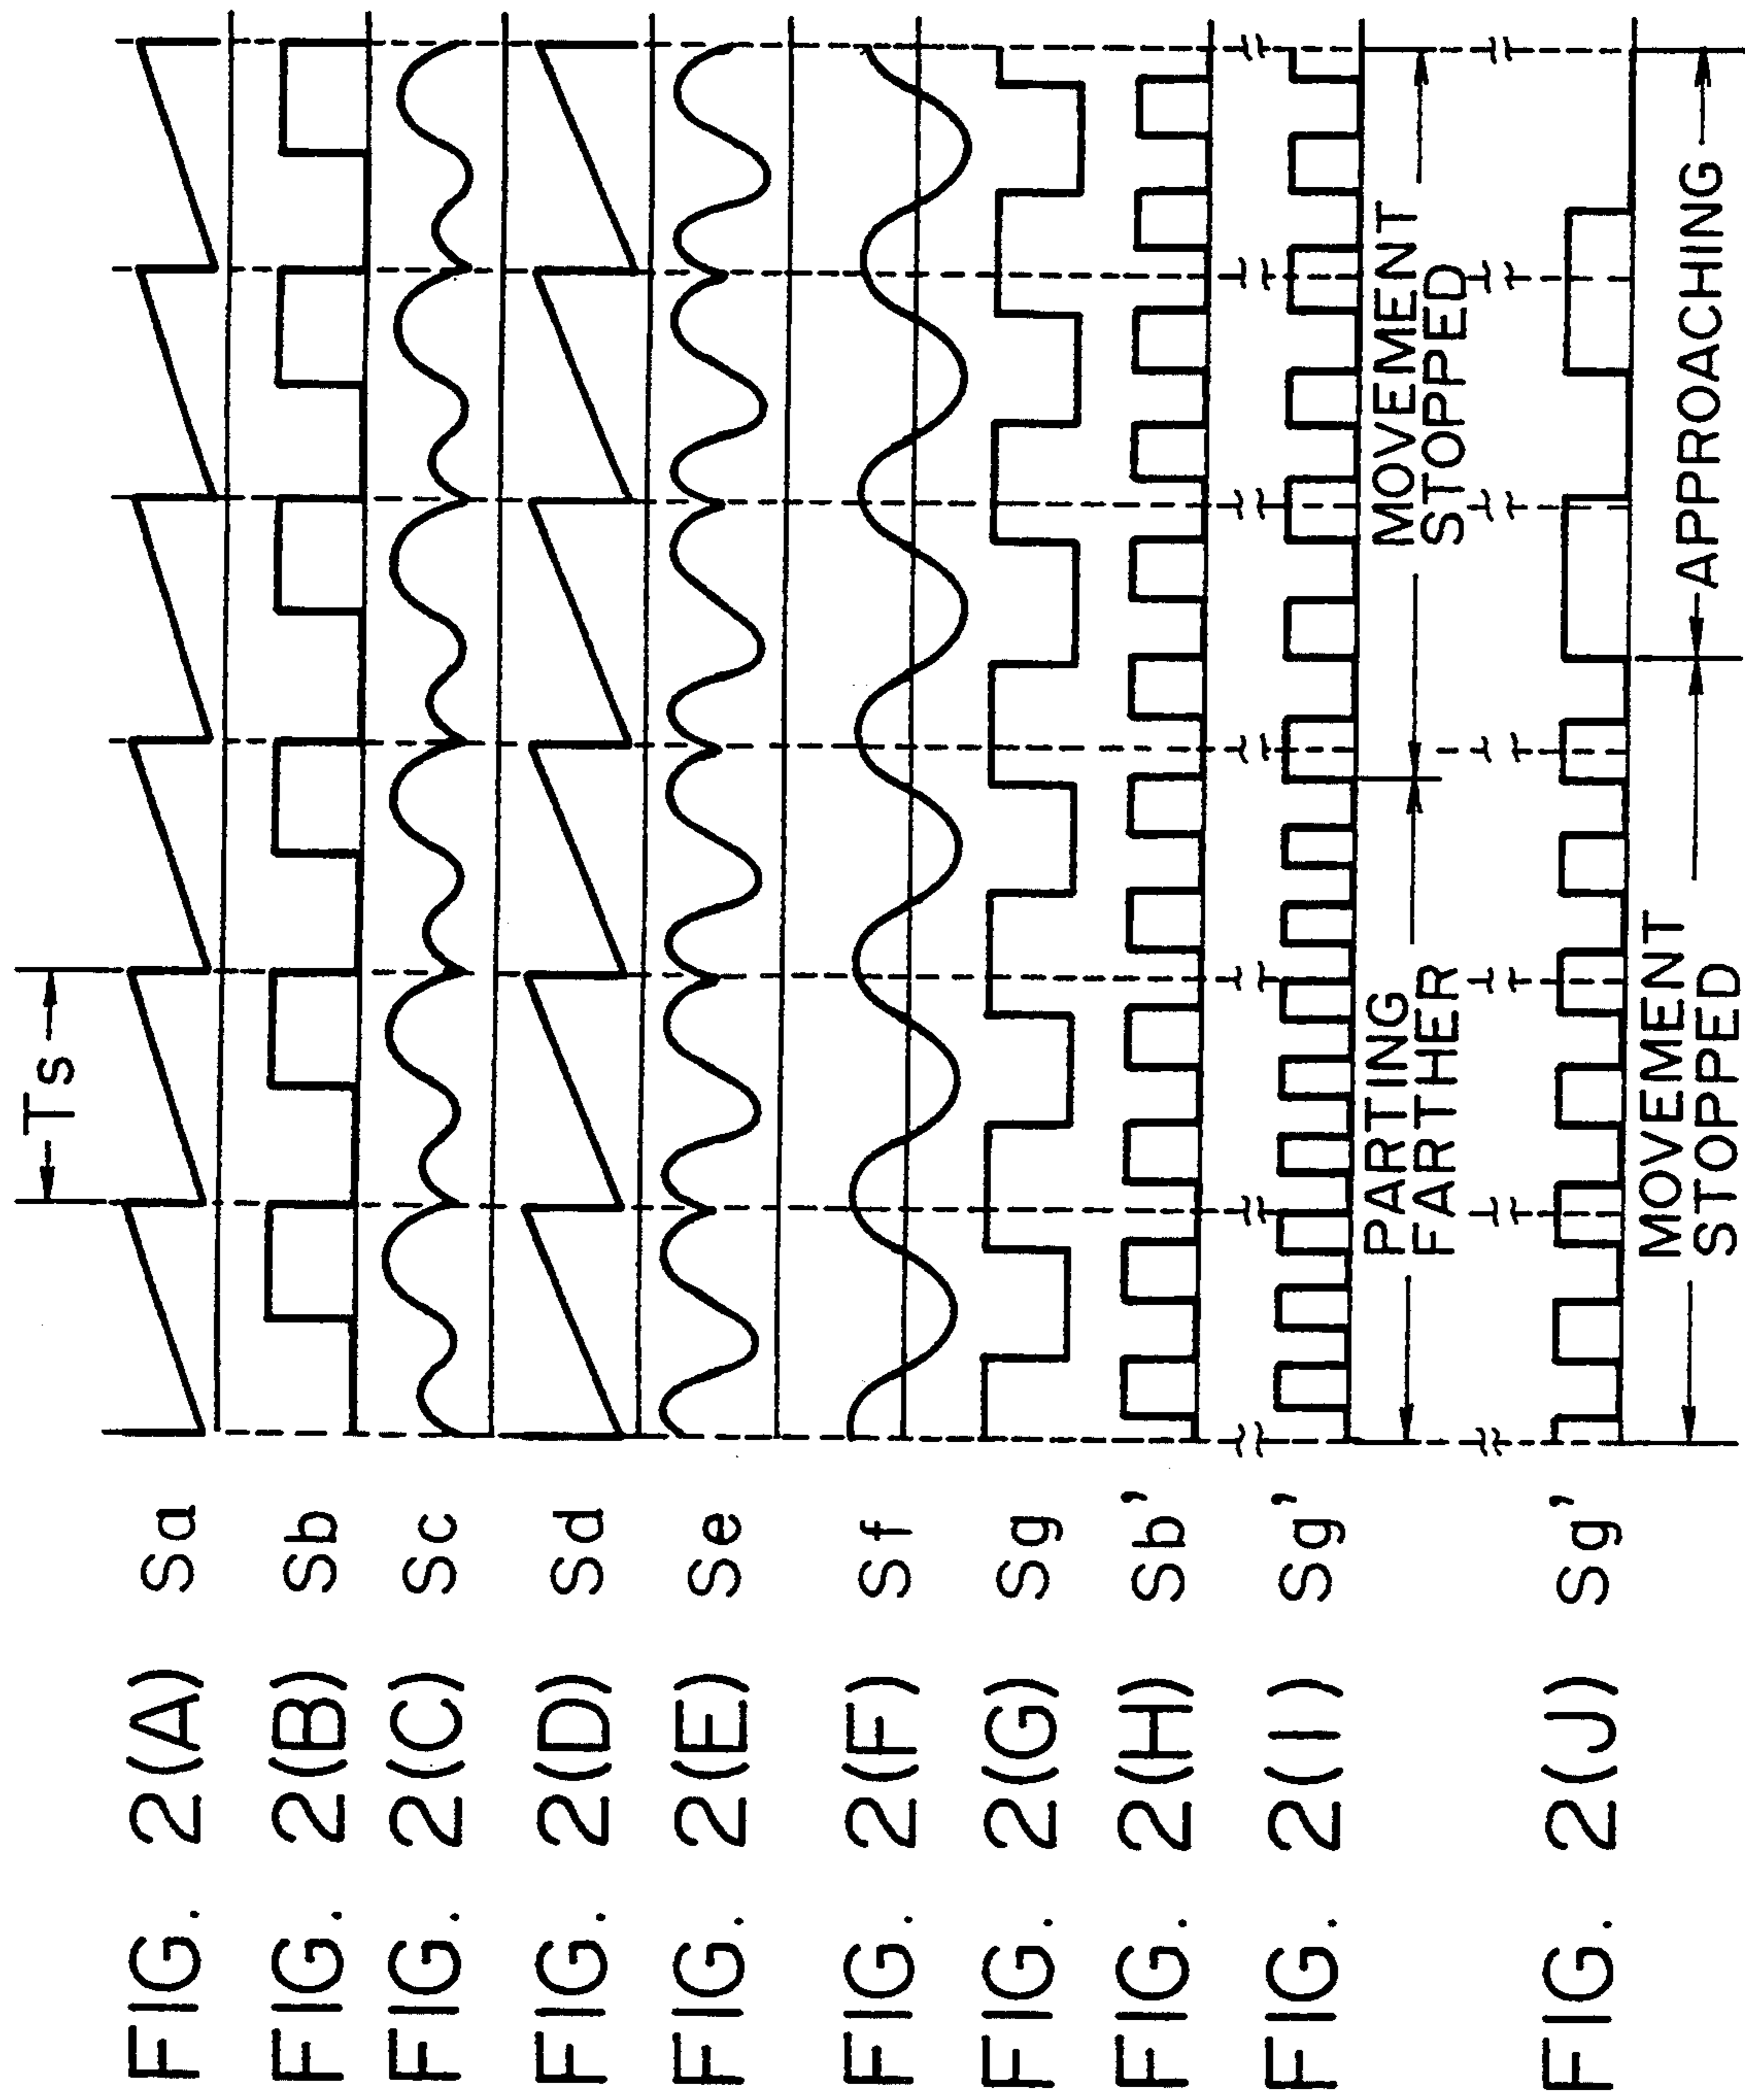 Ts
FIG. 2(A) Sa
FIG. 2(B) Sb
FIG. 2(C) Sc
FIG. 2(D) Sd
FIG. 2(E) Se
FIG. 2(F) Sf
FIG. 2(G) Sg
FIG. 2(H) Sb'
FIG. 2(I) Sg'
PARTING
FARTHER
MOVEMENT
STOPPED
FIG. 2(J) Sg'
MOVEMENT
STOPPED
APPROACHING